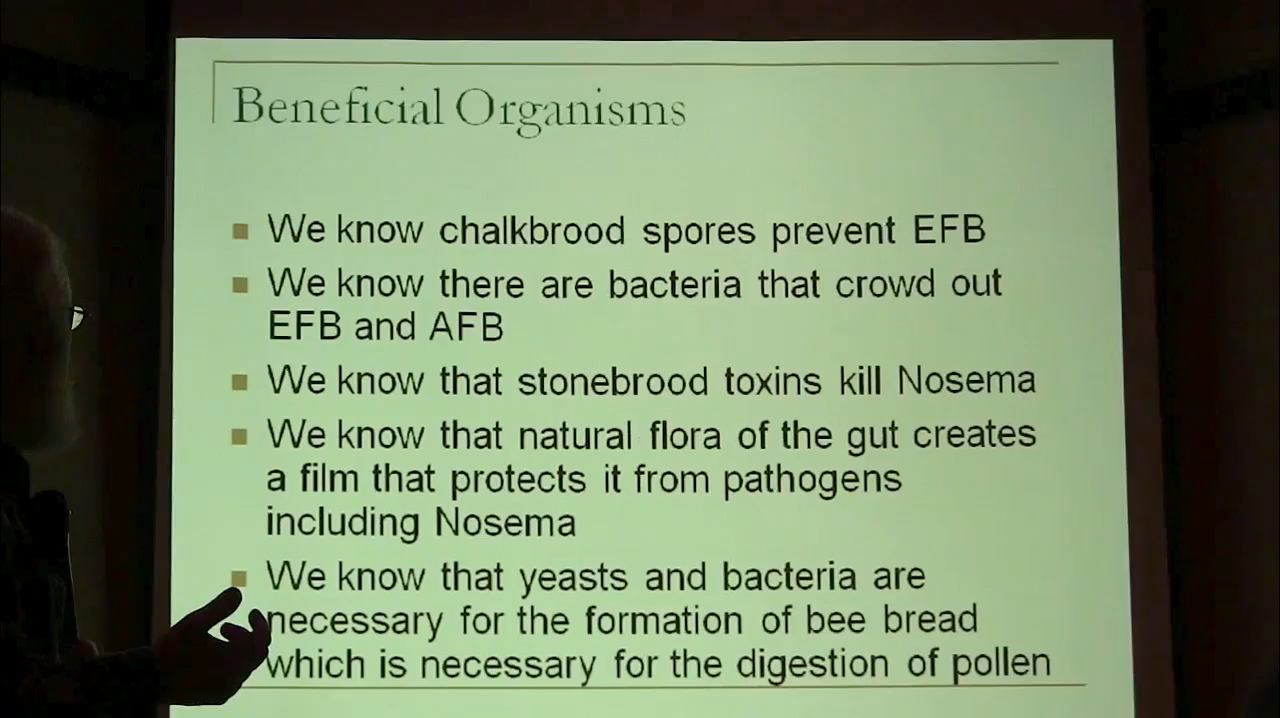 Beneficial Organisms
We know chalkbrood spores prevent EFB
We know there are bacteria that crowd out
EFB and AFB
We know that stonebrood toxins kill Nosema
We know that natural flora of the gut creates
a film that protects it from pathogens
including Nosema
We know that yeasts and bacteria are
necessary for the formation of bee bread
which is necessary for the digestion of pollen